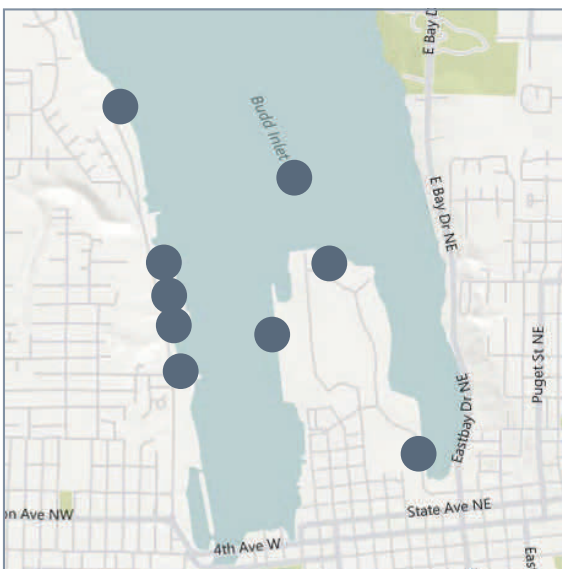 E Bay D
Budd Inlet
E Bay Dr NE
Puget St NE
Eastbay Dr NE
State Ave NE
on Ave NW
4th Ave W
Eas